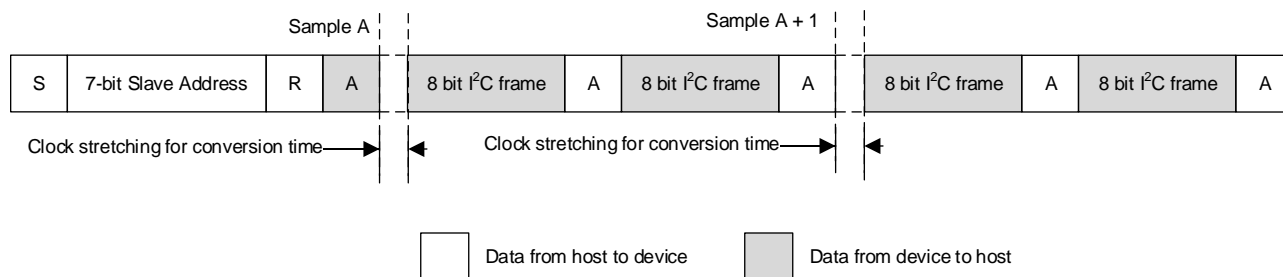 Sample A
Sample A + 1
S 7-bit Slave Address R A 8 bit I²C frame A 8 bit I²C frame A 8 bit I²C frame A 8 bit I²C frame A
Clock stretching for conversion time
Clock stretching for conversion time
Data from host to device
Data from device to host